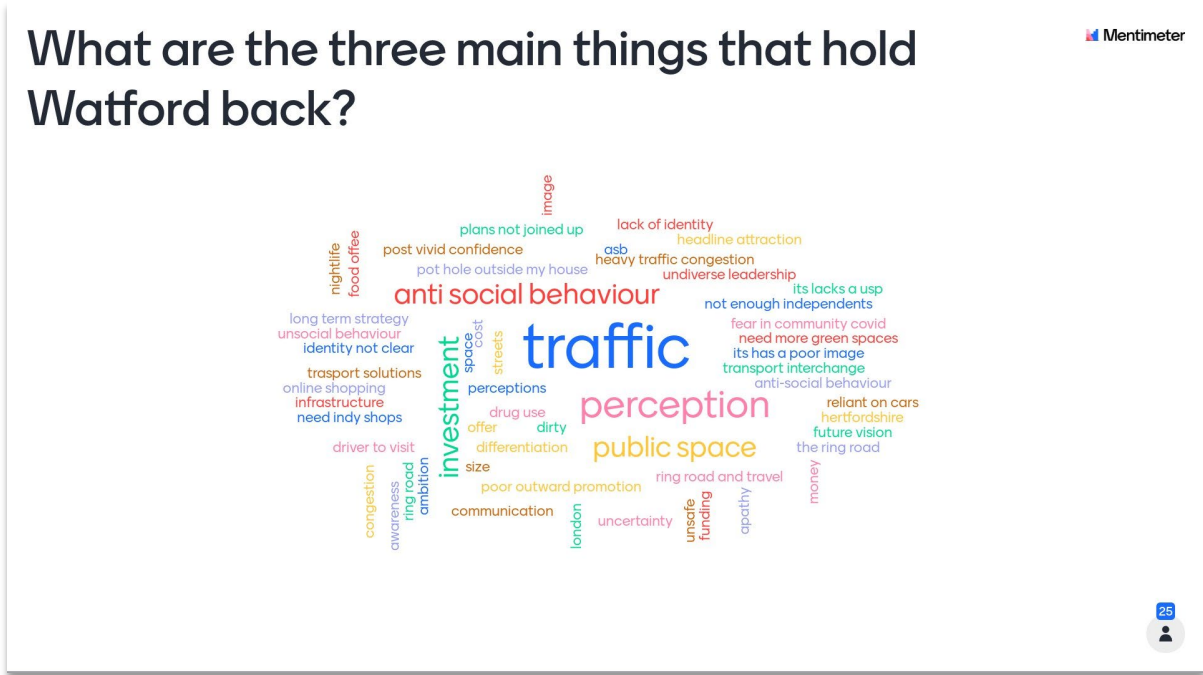 What are the three main things that hold
Watford back?
Mentimeter
image
plans not joined up
lack of identity
headline attraction
nightlife
food offee
post vivid confidence
asb
heavy traffic congestion
pot hole outside my house
undiverse leadership
its lacks a usp
anti social behaviour
not enough independents
long term strategy
unsocial behaviour
identity not clear
investment
space
cost
streets
traffic
fear in community covid
need more green spaces
its has a poor image
transport interchange
trasport solutions
online shopping
infrastructure
need indy shops
perceptions
anti-social behaviour
drug use
perception
reliant on cars
hertfordshire
offer
dirty
future vision
driver to visit
differentiation
public space
the ring road
size
congestion
awareness
ring road
ambition
poor outward promotion
ring road and travel
money
communication
london
uncertainty
unsafe
funding
apathy
25